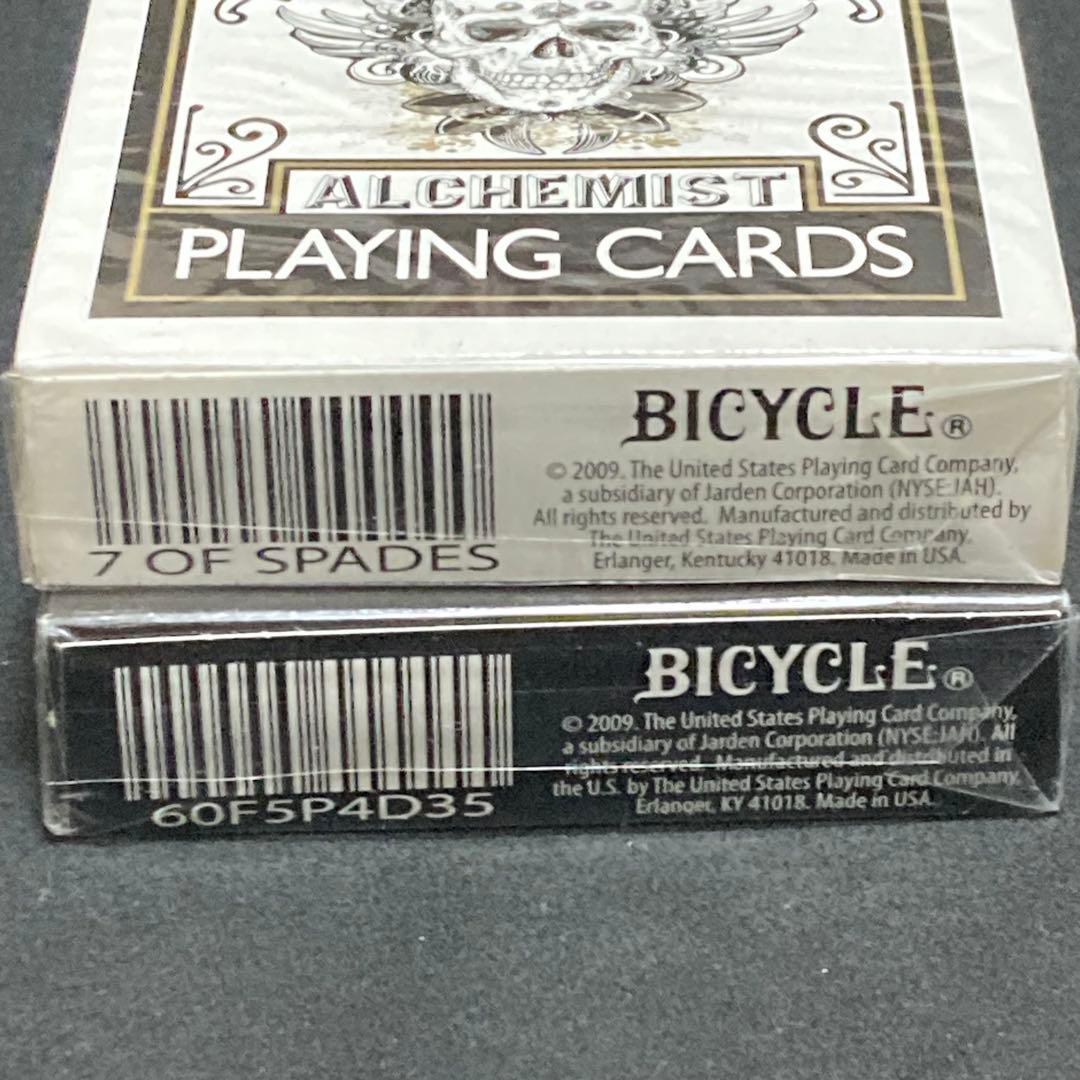 ALCHEMIST
PLAYING CARDS
BICYCLE®
© 2009. The United States Playing Card Company,
a subsidiary of Jarden Corporation (NYSE:JAH).
All rights reserved. Manufactured and distributed by
The United States Playing Card Company,
Erlanger, Kentucky 41018. Made in USA.
7 OF SPADES
BICYCLE®
© 2009. The United States Playing Card Company,
a subsidiary of Jarden Corporation (NYSE:JAH). All
rights reserved. Manufactured and distributed in
the U.S. by The United States Playing Card Company,
Erlanger, KY 41018. Made in USA.
60F5P4D35